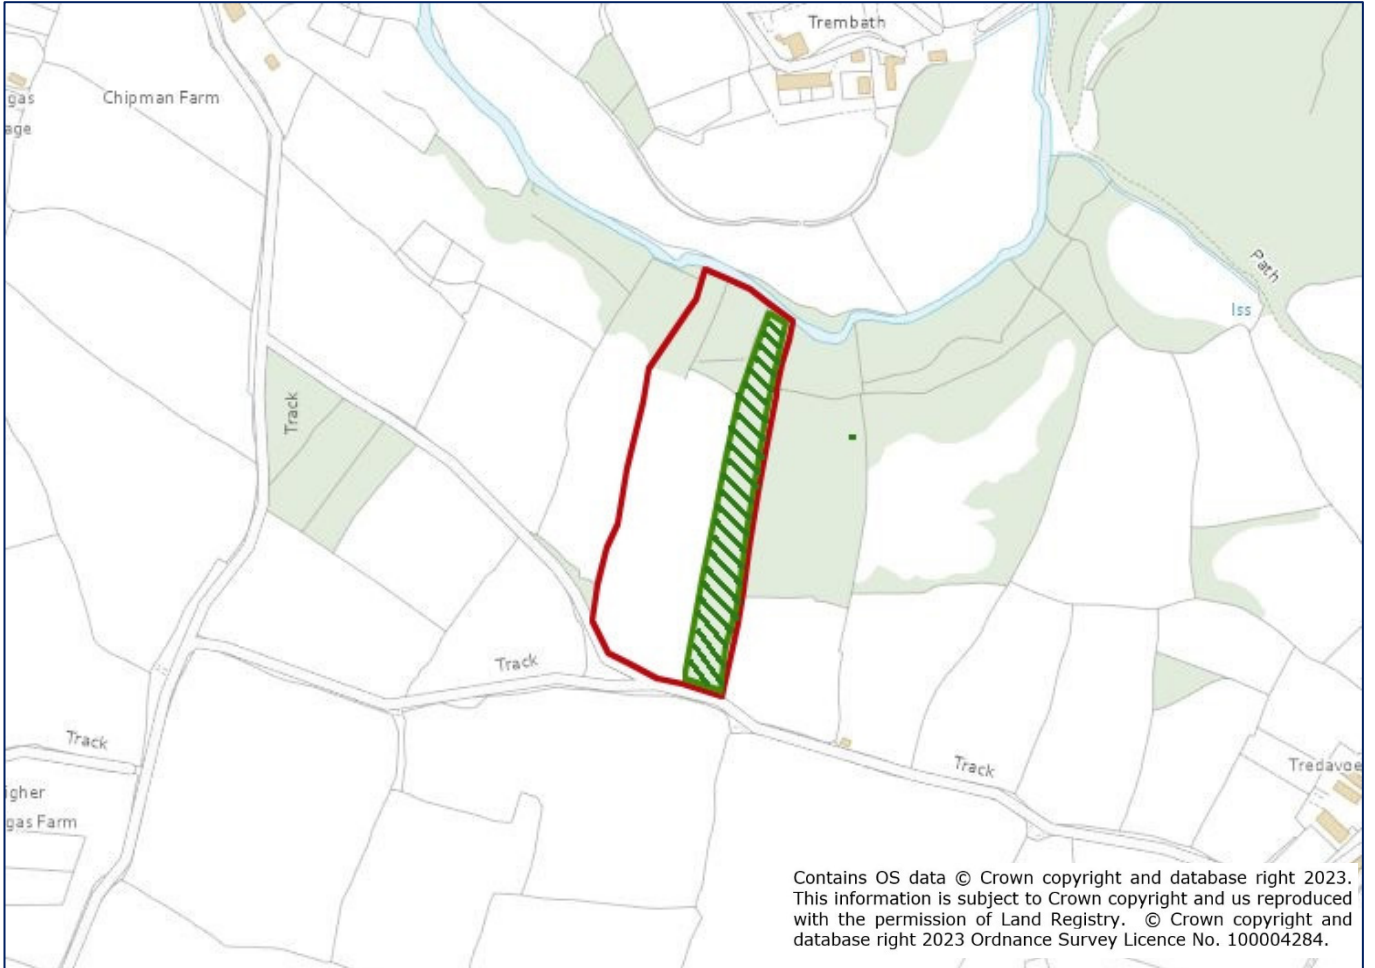 Trembath
Chipman Farm
gas
age
Path
Iss
Track
Track
Track
Track
Tredavoe
igher
gas Farm
Contains OS data © Crown copyright and database right 2023.
This information is subject to Crown copyright and us reproduced
with the permission of Land Registry. © Crown copyright and
database right 2023 Ordnance Survey Licence No. 100004284.